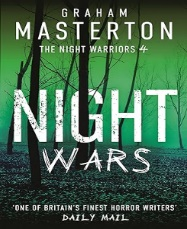 GRAHAM
MASTERTON
THE NIGHT WARRIORS 4
NIGHT
WARS
'ONE OF BRITAIN'S FINEST HORROR WRITERS'
DAILY MAIL